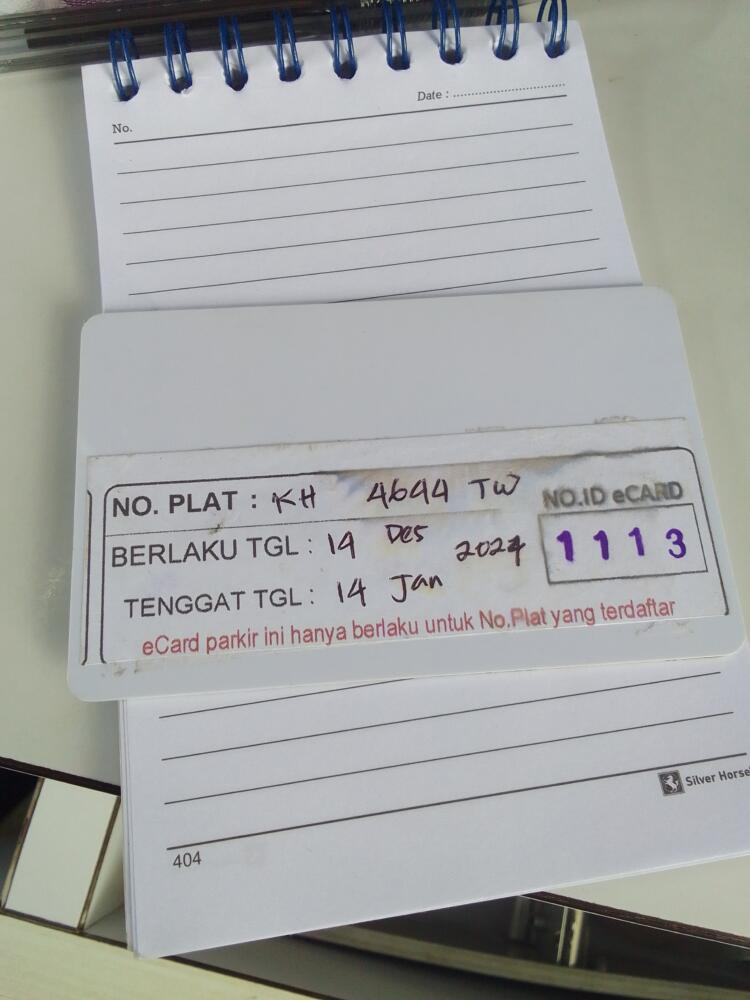 Date :
No.
NO. PLAT : KH 4644 TW
NO.ID eCARD
BERLAKU TGL : 14 Des 2024
1113
TENGGAT TGL : 14 Jan
eCard parkir ini hanya berlaku untuk No.Plat yang terdaftar
Silver Horse
404